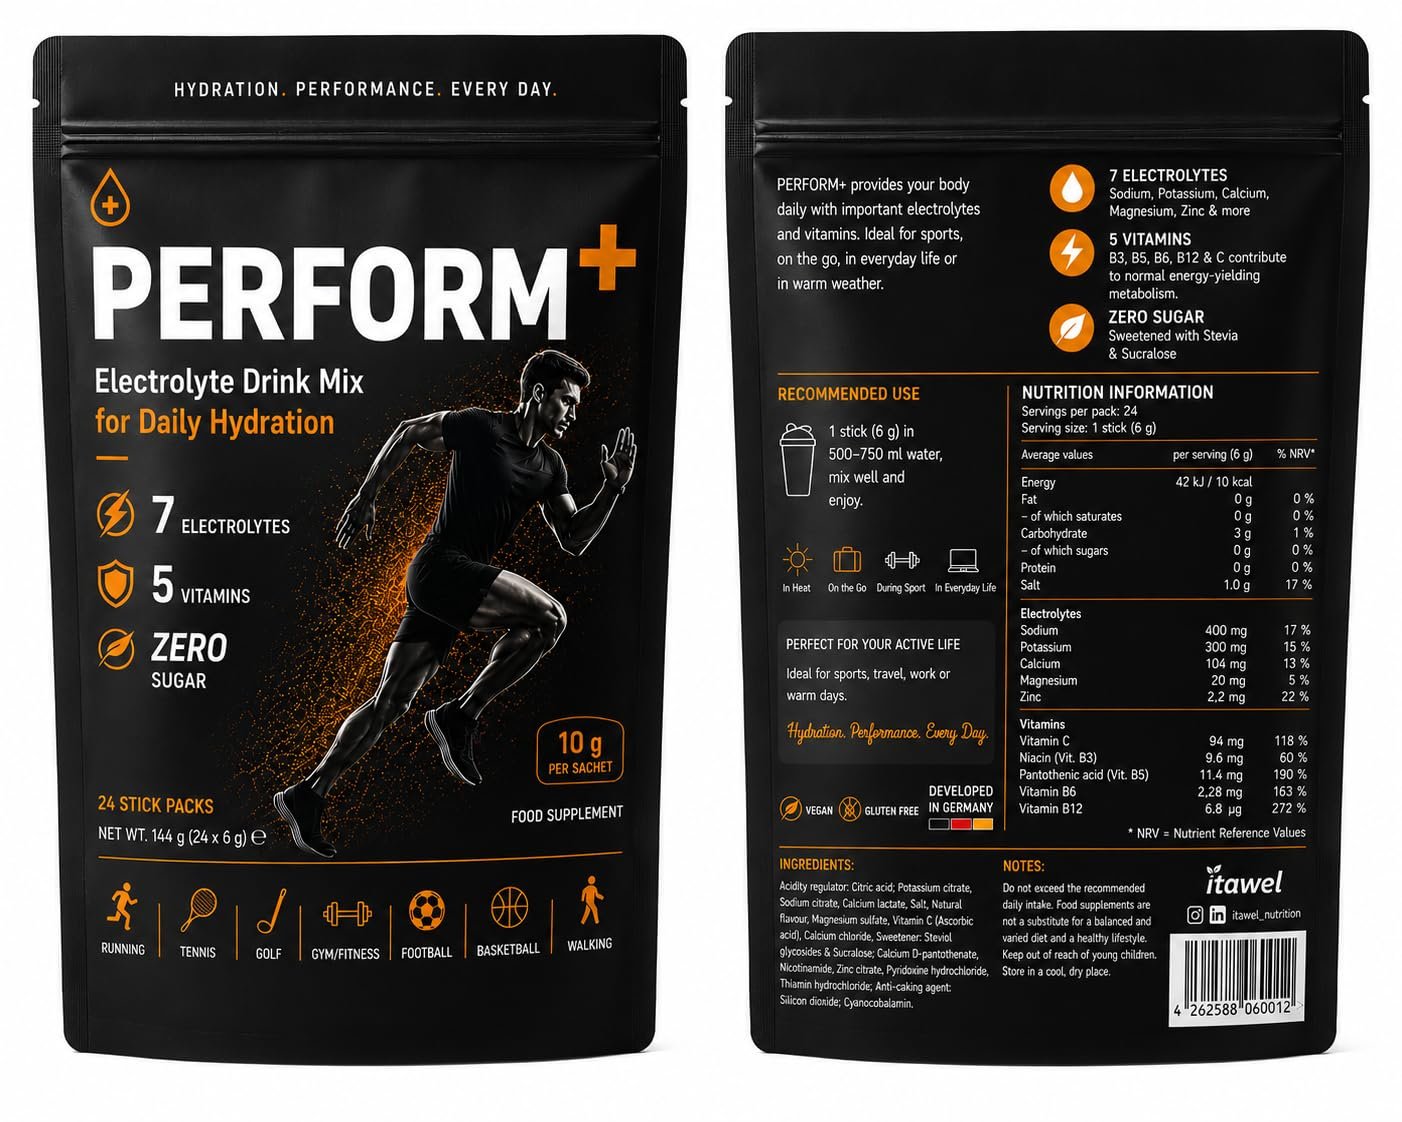 HYDRATION. PERFORMANCE. EVERY DAY.
PERFORM+
Electrolyte Drink Mix
for Daily Hydration
7 ELECTROLYTES
5 VITAMINS
ZERO
SUGAR
10 g
PER SACHET
24 STICK PACKS
NET WT. 144 g (24 x 6 g) ℮
FOOD SUPPLEMENT
RUNNING
TENNIS
GOLF
GYM/FITNESS
FOOTBALL
BASKETBALL
WALKING
PERFORM+ provides your body
daily with important electrolytes
and vitamins. Ideal for sports,
on the go, in everyday life or
in warm weather.
7 ELECTROLYTES
Sodium, Potassium, Calcium,
Magnesium, Zinc & more
5 VITAMINS
B3, B5, B6, B12 & C contribute
to normal energy-yielding
metabolism.
ZERO SUGAR
Sweetened with Stevia
& Sucralose
RECOMMENDED USE
1 stick (6 g) in
500–750 ml water,
mix well and
enjoy.
In Heat
On the Go
During Sport
In Everyday Life
PERFECT FOR YOUR ACTIVE LIFE
Ideal for sports, travel, work or
warm days.
Hydration. Performance. Every Day.
VEGAN
GLUTEN FREE
DEVELOPED
IN GERMANY
NUTRITION INFORMATION
Servings per pack: 24
Serving size: 1 stick (6 g)
Average values per serving (6 g) % NRV*
Energy 42 kJ / 10 kcal
Fat 0 g 0 %
– of which saturates 0 g 0 %
Carbohydrate 3 g 1 %
– of which sugars 0 g 0 %
Protein 0 g 0 %
Salt 1.0 g 17 %
Electrolytes
Sodium 400 mg 17 %
Potassium 300 mg 15 %
Calcium 104 mg 13 %
Magnesium 20 mg 5 %
Zinc 2,2 mg 22 %
Vitamins
Vitamin C 94 mg 118 %
Niacin (Vit. B3) 9.6 mg 60 %
Pantothenic acid (Vit. B5) 11.4 mg 190 %
Vitamin B6 2,28 mg 163 %
Vitamin B12 6.8 µg 272 %
* NRV = Nutrient Reference Values
INGREDIENTS:
Acidity regulator: Citric acid; Potassium citrate,
Sodium citrate, Calcium lactate, Salt, Natural
flavour, Magnesium sulfate, Vitamin C (Ascorbic
acid), Calcium chloride, Sweetener: Steviol
glycosides & Sucralose; Calcium D-pantothenate,
Nicotinamide, Zinc citrate, Pyridoxine hydrochloride,
Thiamin hydrochloride; Anti-caking agent:
Silicon dioxide; Cyanocobalamin.
NOTES:
Do not exceed the recommended
daily intake. Food supplements are
not a substitute for a balanced and
varied diet and a healthy lifestyle.
Keep out of reach of young children.
Store in a cool, dry place.
itawel
in itawel_nutrition
4 262588 060012 >